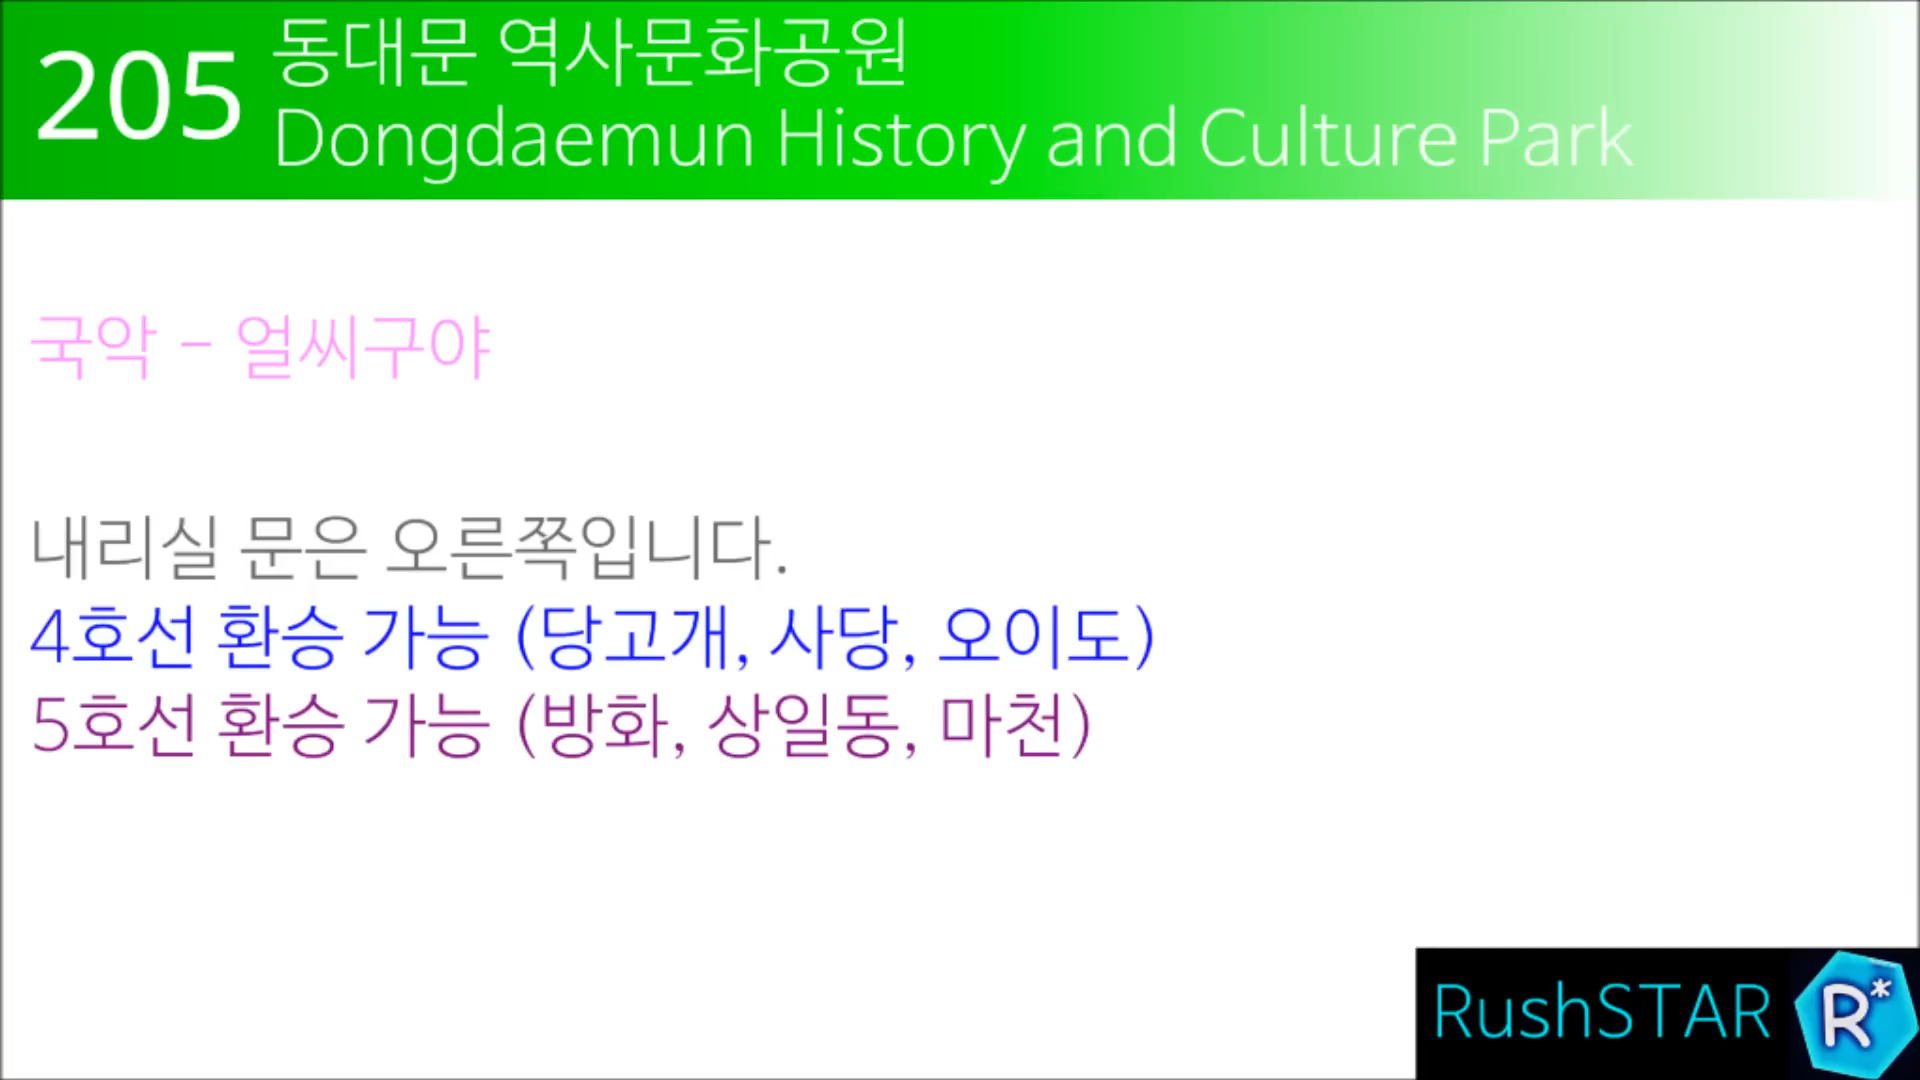 205
동대문 역사문화공원
Dongdaemun History and Culture Park
국악 - 얼씨구야
내리실 문은 오른쪽입니다.
4호선 환승 가능 (당고개, 사당, 오이도)
5호선 환승 가능 (방화, 상일동, 마천)
RushSTAR R*